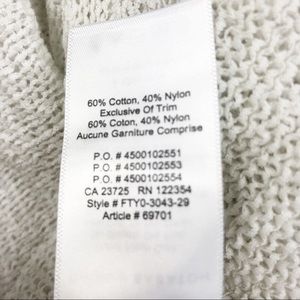 60% Cotton, 40% Nylon
Exclusive Of Trim
60% Cotton, 40% Nylon
Aucune Garniture Comprise
P.O. # 4500102551
P.O. # 4500102553
P.O. # 4500102554
CA 23725 RN 122354
Style # FTY0-3043-29
Article # 69701